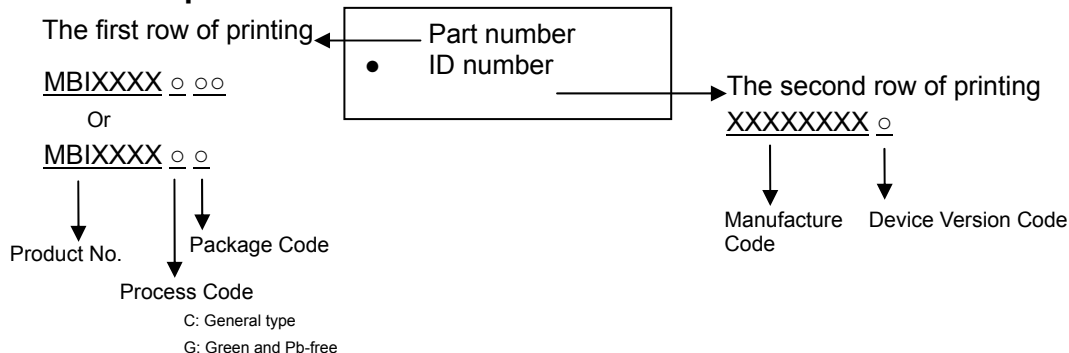 The first row of printing
Part number
● ID number
MBIXXXX ○ ○○
Or
MBIXXXX ○ ○
Product No.
Package Code
Process Code
C: General type
G: Green and Pb-free
The second row of printing
XXXXXXXX ○
Manufacture
Code
Device Version Code